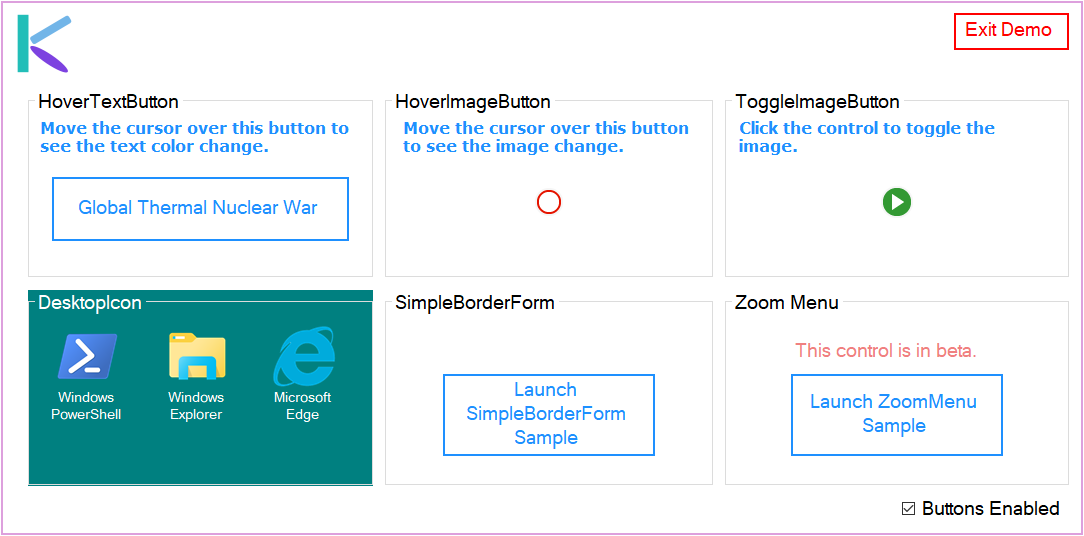 Exit Demo
HoverTextButton
Move the cursor over this button to
see the text color change.
Global Thermal Nuclear War
HoverImageButton
Move the cursor over this button
to see the image change.
ToggleImageButton
Click the control to toggle the
image.
DesktopIcon
Windows
PowerShell
Windows
Explorer
Microsoft
Edge
SimpleBorderForm
Launch
SimpleBorderForm
Sample
Zoom Menu
This control is in beta.
Launch ZoomMenu
Sample
Buttons Enabled